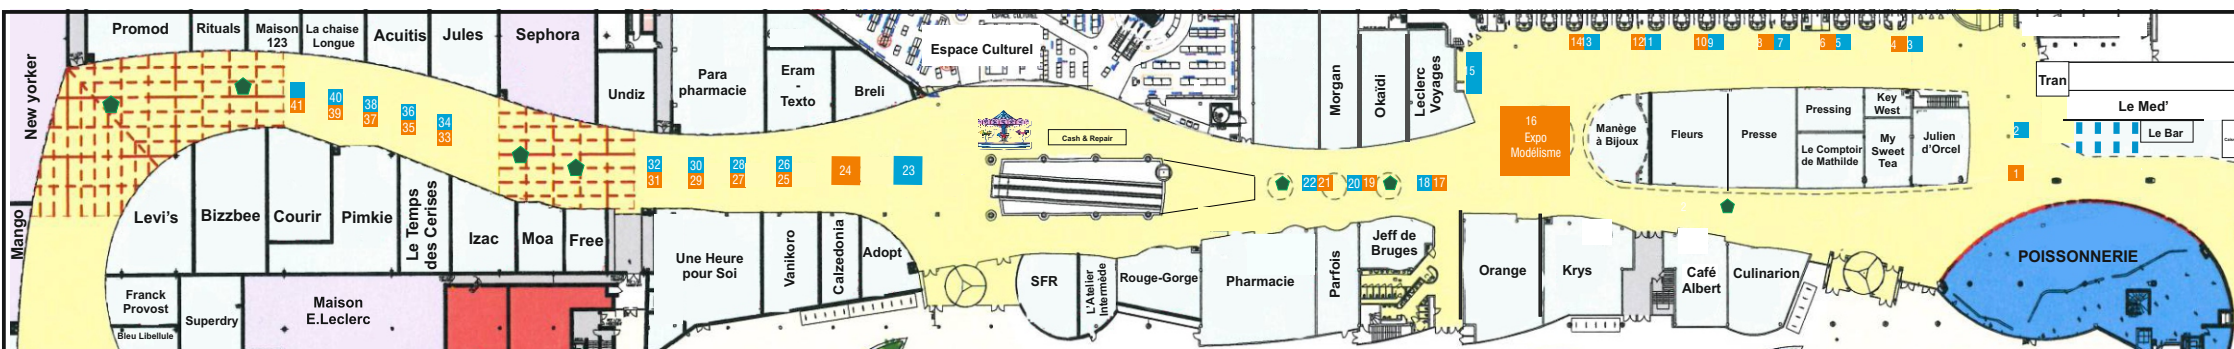 Promod
Rituals
Maison
123
La chaise
Longue
Acuitis
Jules
Sephora
Undiz
Para
pharmacie
Eram
-
Texto
Breli
ESPACE CULTUREL
Espace Culturel
Morgan
Okaïdi
Leclerc
Voyages
New yorker
Mango
41
40
39
38
37
36
35
34
33
32
31
30
29
28
27
26
25
24
23
Cash & Repair
22
21
20
19
18
17
15
16
Expo
Modélisme
14
13
12
11
10
9
8
7
6
5
4
3
2
1
Manège
à Bijoux
Fleurs
Presse
Pressing
Le Comptoir
de Mathilde
Key
West
My
Sweet
Tea
Julien
d'Orcel
Tran
Le Med'
Le Bar
Levi's
Bizzbee
Courir
Pimkie
Le Temps
des Cerises
Izac
Moa
Free
Une Heure
pour Soi
Vanikoro
Calzedonia
Adopt
SFR
L'Atelier
Intermède
Rouge-Gorge
Pharmacie
Parfois
Jeff de
Bruges
Orange
Krys
Café
Albert
Culinarion
POISSONNERIE
Franck
Provost
Bleu Libellule
Superdry
Maison
E.Leclerc